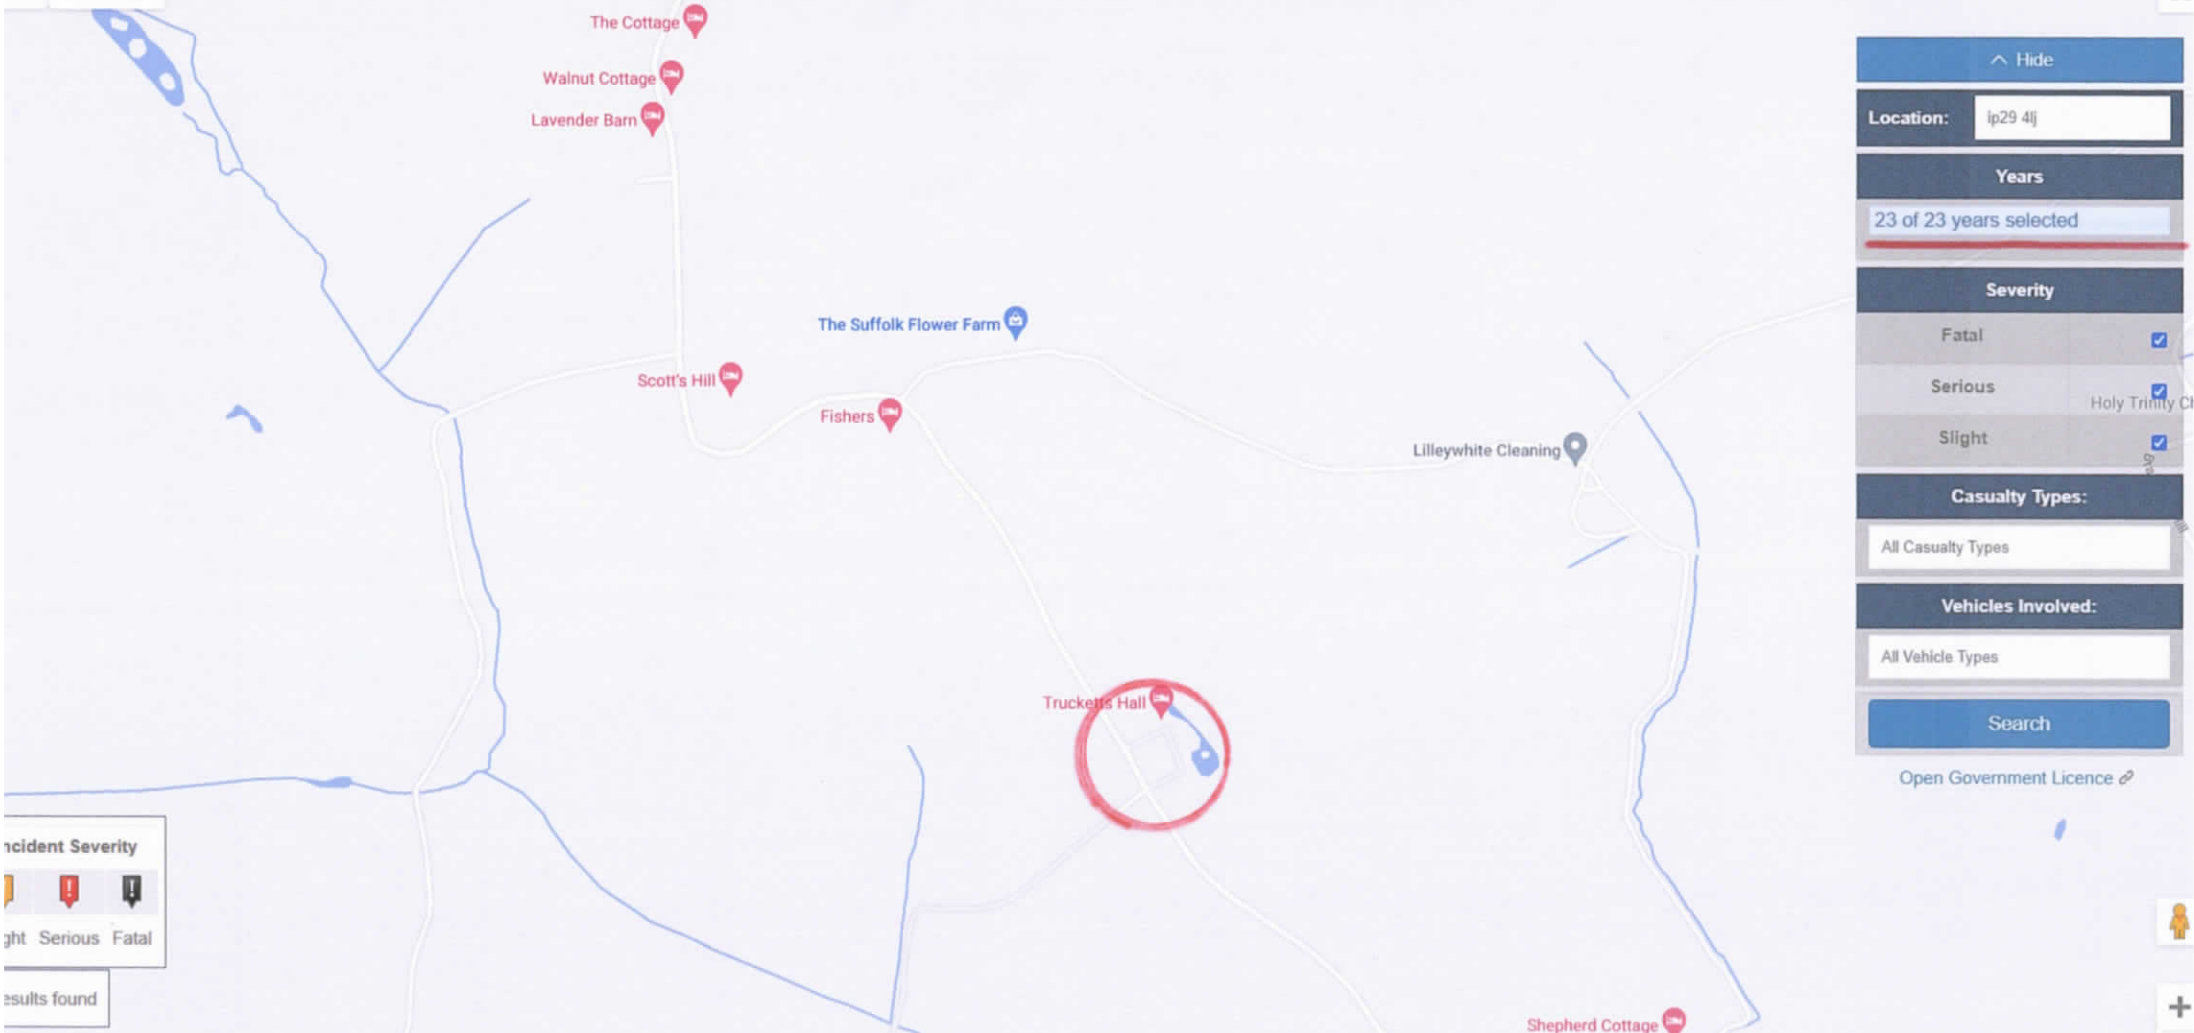 The Cottage
Walnut Cottage
Lavender Barn
The Suffolk Flower Farm
Scott's Hill
Fishers
Lilleywhite Cleaning
Trucketts Hall
Shepherd Cottage
Hide
Location: ip29 4lj
Years
23 of 23 years selected
Severity
Fatal
Serious
Holy Trinity Ch
Slight
Casualty Types:
All Casualty Types
Vehicles Involved:
All Vehicle Types
Search
Open Government Licence
ncident Severity
ght Serious Fatal
esults found